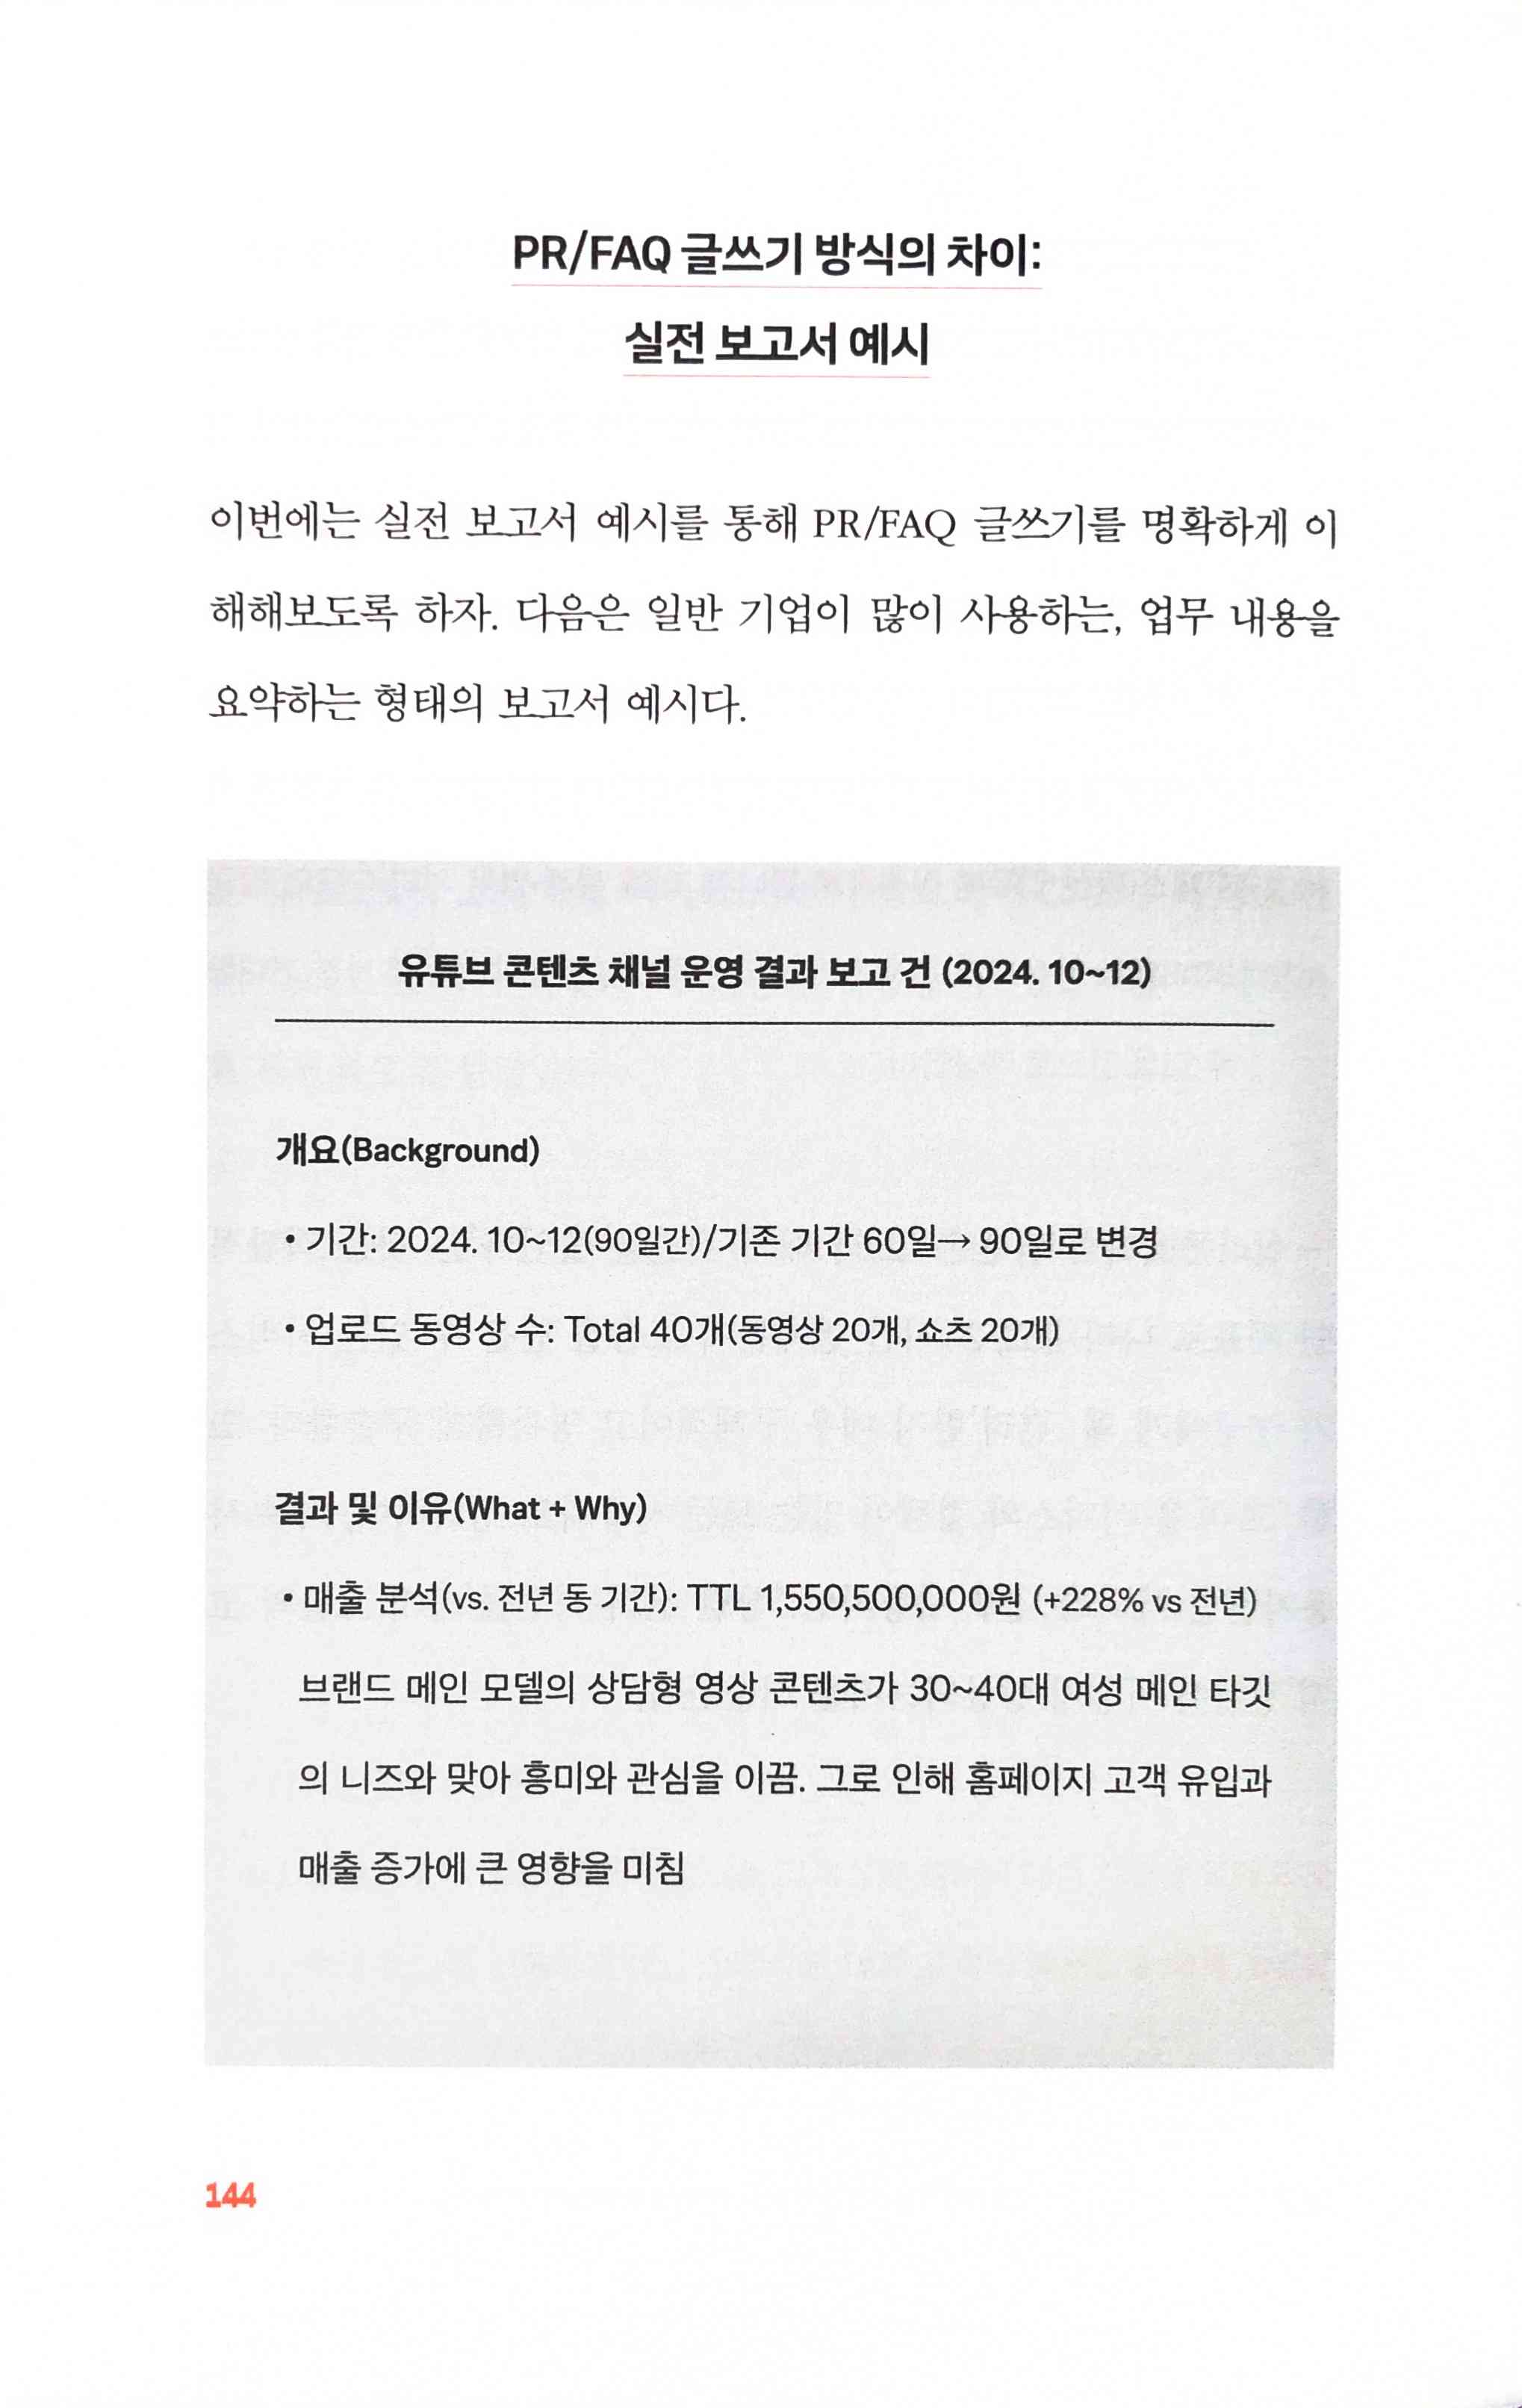 PR/FAQ 글쓰기 방식의 차이:
실전 보고서 예시
이번에는 실전 보고서 예시를 통해 PR/FAQ 글쓰기를 명확하게 이
해해보도록 하자. 다음은 일반 기업이 많이 사용하는, 업무 내용을
요약하는 형태의 보고서 예시다.
유튜브 콘텐츠 채널 운영 결과 보고 건 (2024. 10~12)
개요(Background)
• 기간: 2024. 10~12(90일간)/기존 기간 60일→ 90일로 변경
• 업로드 동영상 수: Total 40개(동영상 20개, 쇼츠 20개)
결과 및 이유(What + Why)
• 매출 분석(vs. 전년 동 기간): TTL 1,550,500,000원 (+228% vs 전년)
브랜드 메인 모델의 상담형 영상 콘텐츠가 30~40대 여성 메인 타깃
의 니즈와 맞아 흥미와 관심을 이끔. 그로 인해 홈페이지 고객 유입과
매출 증가에 큰 영향을 미침
144